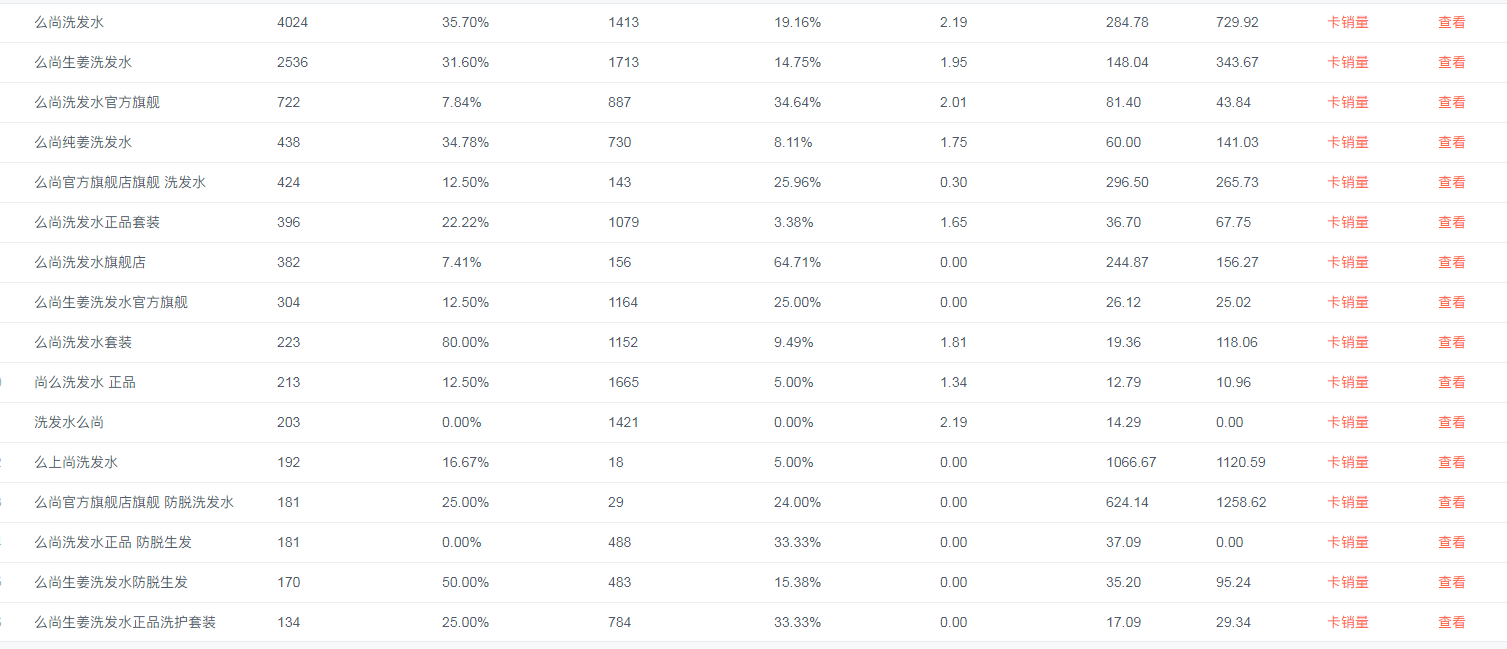 么尚洗发水 4024 35.70% 1413 19.16% 2.19 284.78 729.92 卡销量 查看
么尚生姜洗发水 2536 31.60% 1713 14.75% 1.95 148.04 343.67 卡销量 查看
么尚洗发水官方旗舰 722 7.84% 887 34.64% 2.01 81.40 43.84 卡销量 查看
么尚纯姜洗发水 438 34.78% 730 8.11% 1.75 60.00 141.03 卡销量 查看
么尚官方旗舰店旗舰 洗发水 424 12.50% 143 25.96% 0.30 296.50 265.73 卡销量 查看
么尚洗发水正品套装 396 22.22% 1079 3.38% 1.65 36.70 67.75 卡销量 查看
么尚洗发水旗舰店 382 7.41% 156 64.71% 0.00 244.87 156.27 卡销量 查看
么尚生姜洗发水官方旗舰 304 12.50% 1164 25.00% 0.00 26.12 25.02 卡销量 查看
么尚洗发水套装 223 80.00% 1152 9.49% 1.81 19.36 118.06 卡销量 查看
尚么洗发水 正品 213 12.50% 1665 5.00% 1.34 12.79 10.96 卡销量 查看
洗发水么尚 203 0.00% 1421 0.00% 2.19 14.29 0.00 卡销量 查看
么上尚洗发水 192 16.67% 18 5.00% 0.00 1066.67 1120.59 卡销量 查看
么尚官方旗舰店旗舰 防脱洗发水 181 25.00% 29 24.00% 0.00 624.14 1258.62 卡销量 查看
么尚洗发水正品 防脱生发 181 0.00% 488 33.33% 0.00 37.09 0.00 卡销量 查看
么尚生姜洗发水防脱生发 170 50.00% 483 15.38% 0.00 35.20 95.24 卡销量 查看
么尚生姜洗发水正品洗护套装 134 25.00% 784 33.33% 0.00 17.09 29.34 卡销量 查看